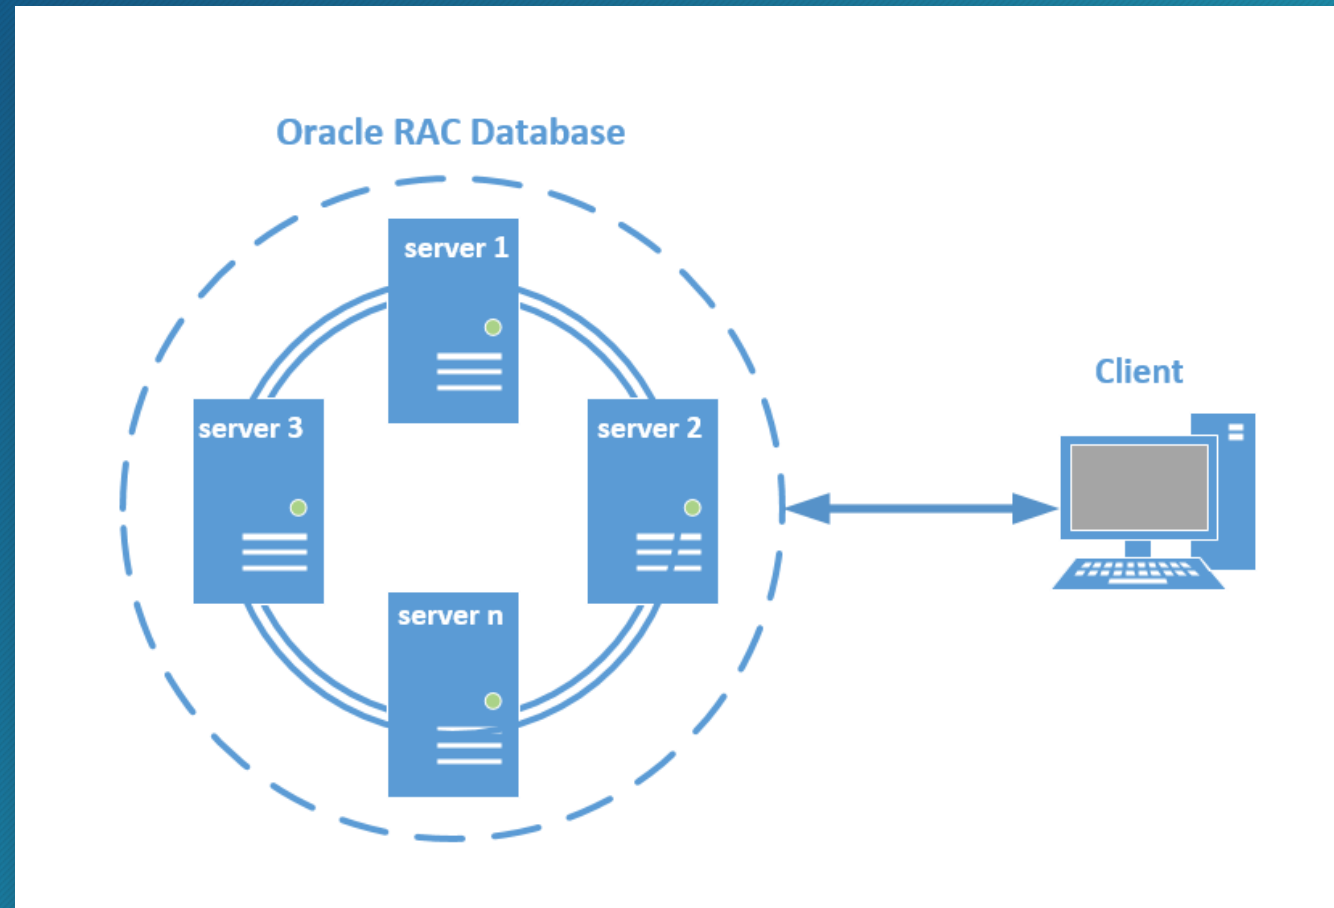 Oracle RAC Database
server 1
Client
server 3
server 2
server n